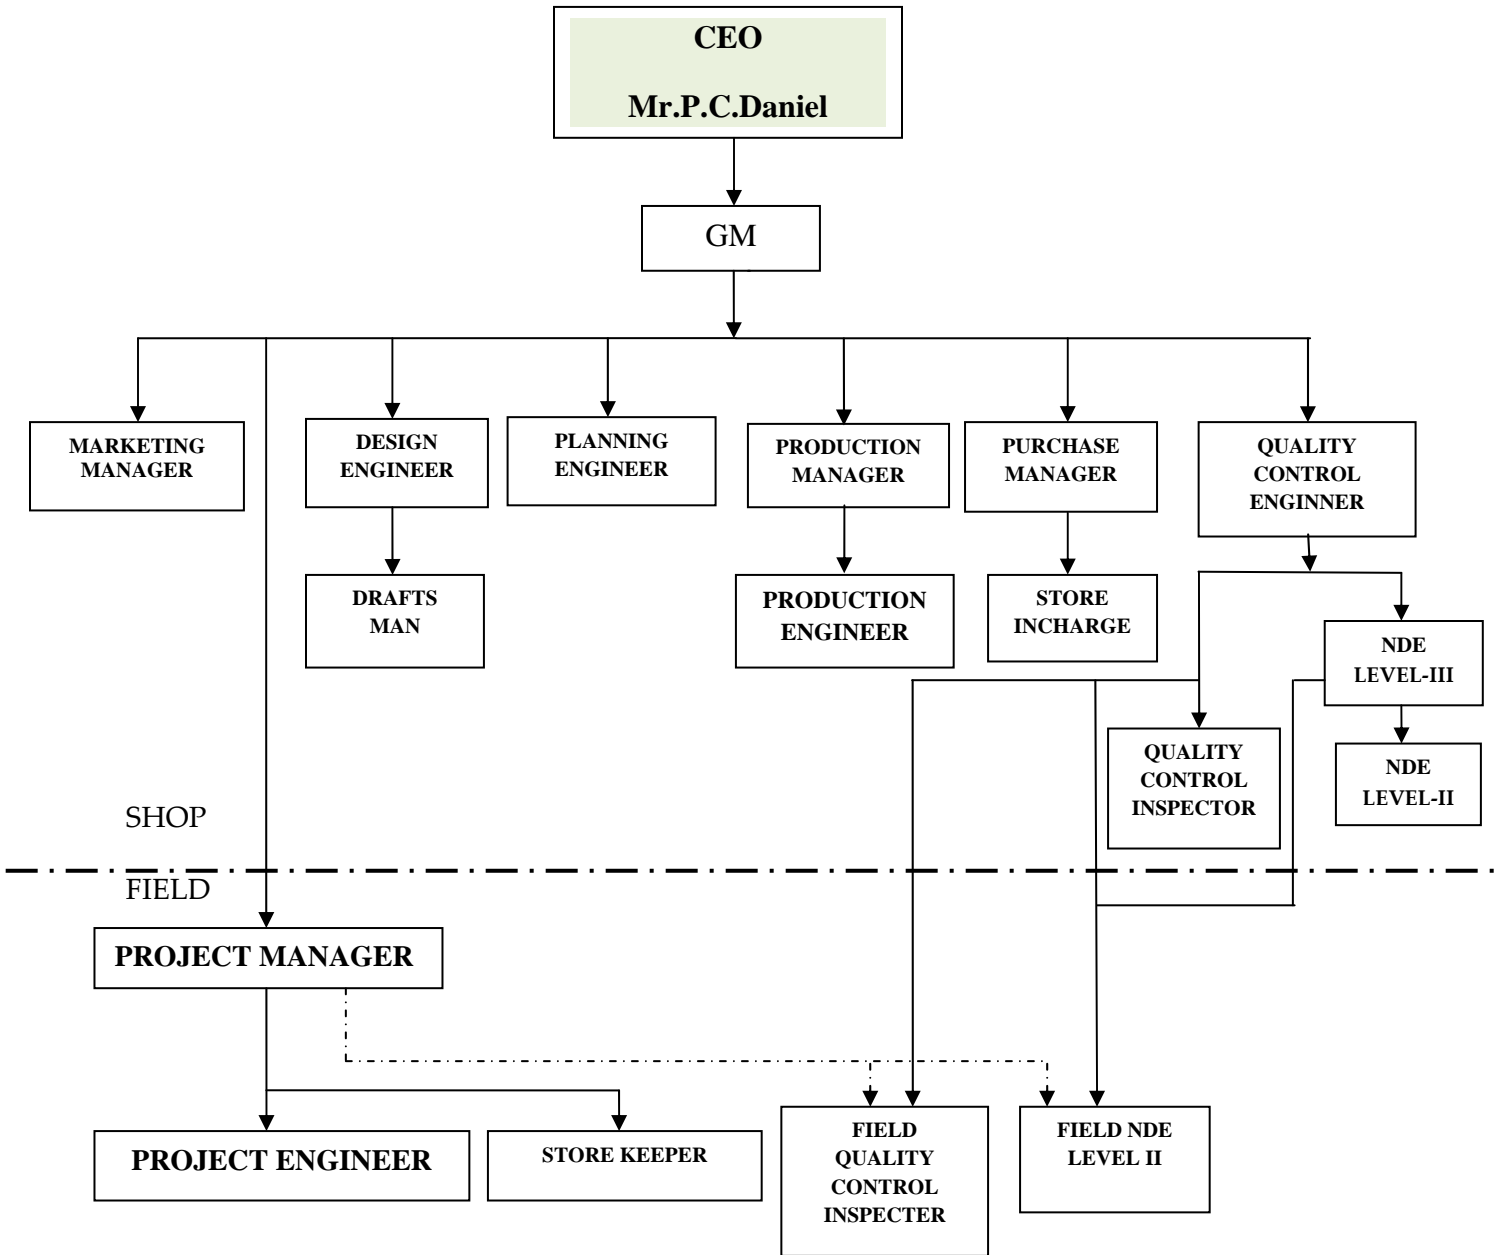 CEO
Mr.P.C.Daniel
GM
MARKETING
MANAGER
DESIGN
ENGINEER
PLANNING
ENGINEER
PRODUCTION
MANAGER
PURCHASE
MANAGER
QUALITY
CONTROL
ENGINNER
DRAFTS
MAN
PRODUCTION
ENGINEER
STORE
INCHARGE
NDE
LEVEL-III
QUALITY
CONTROL
INSPECTOR
NDE
LEVEL-II
SHOP
FIELD
PROJECT MANAGER
PROJECT ENGINEER
STORE KEEPER
FIELD
QUALITY
CONTROL
INSPECTER
FIELD NDE
LEVEL II